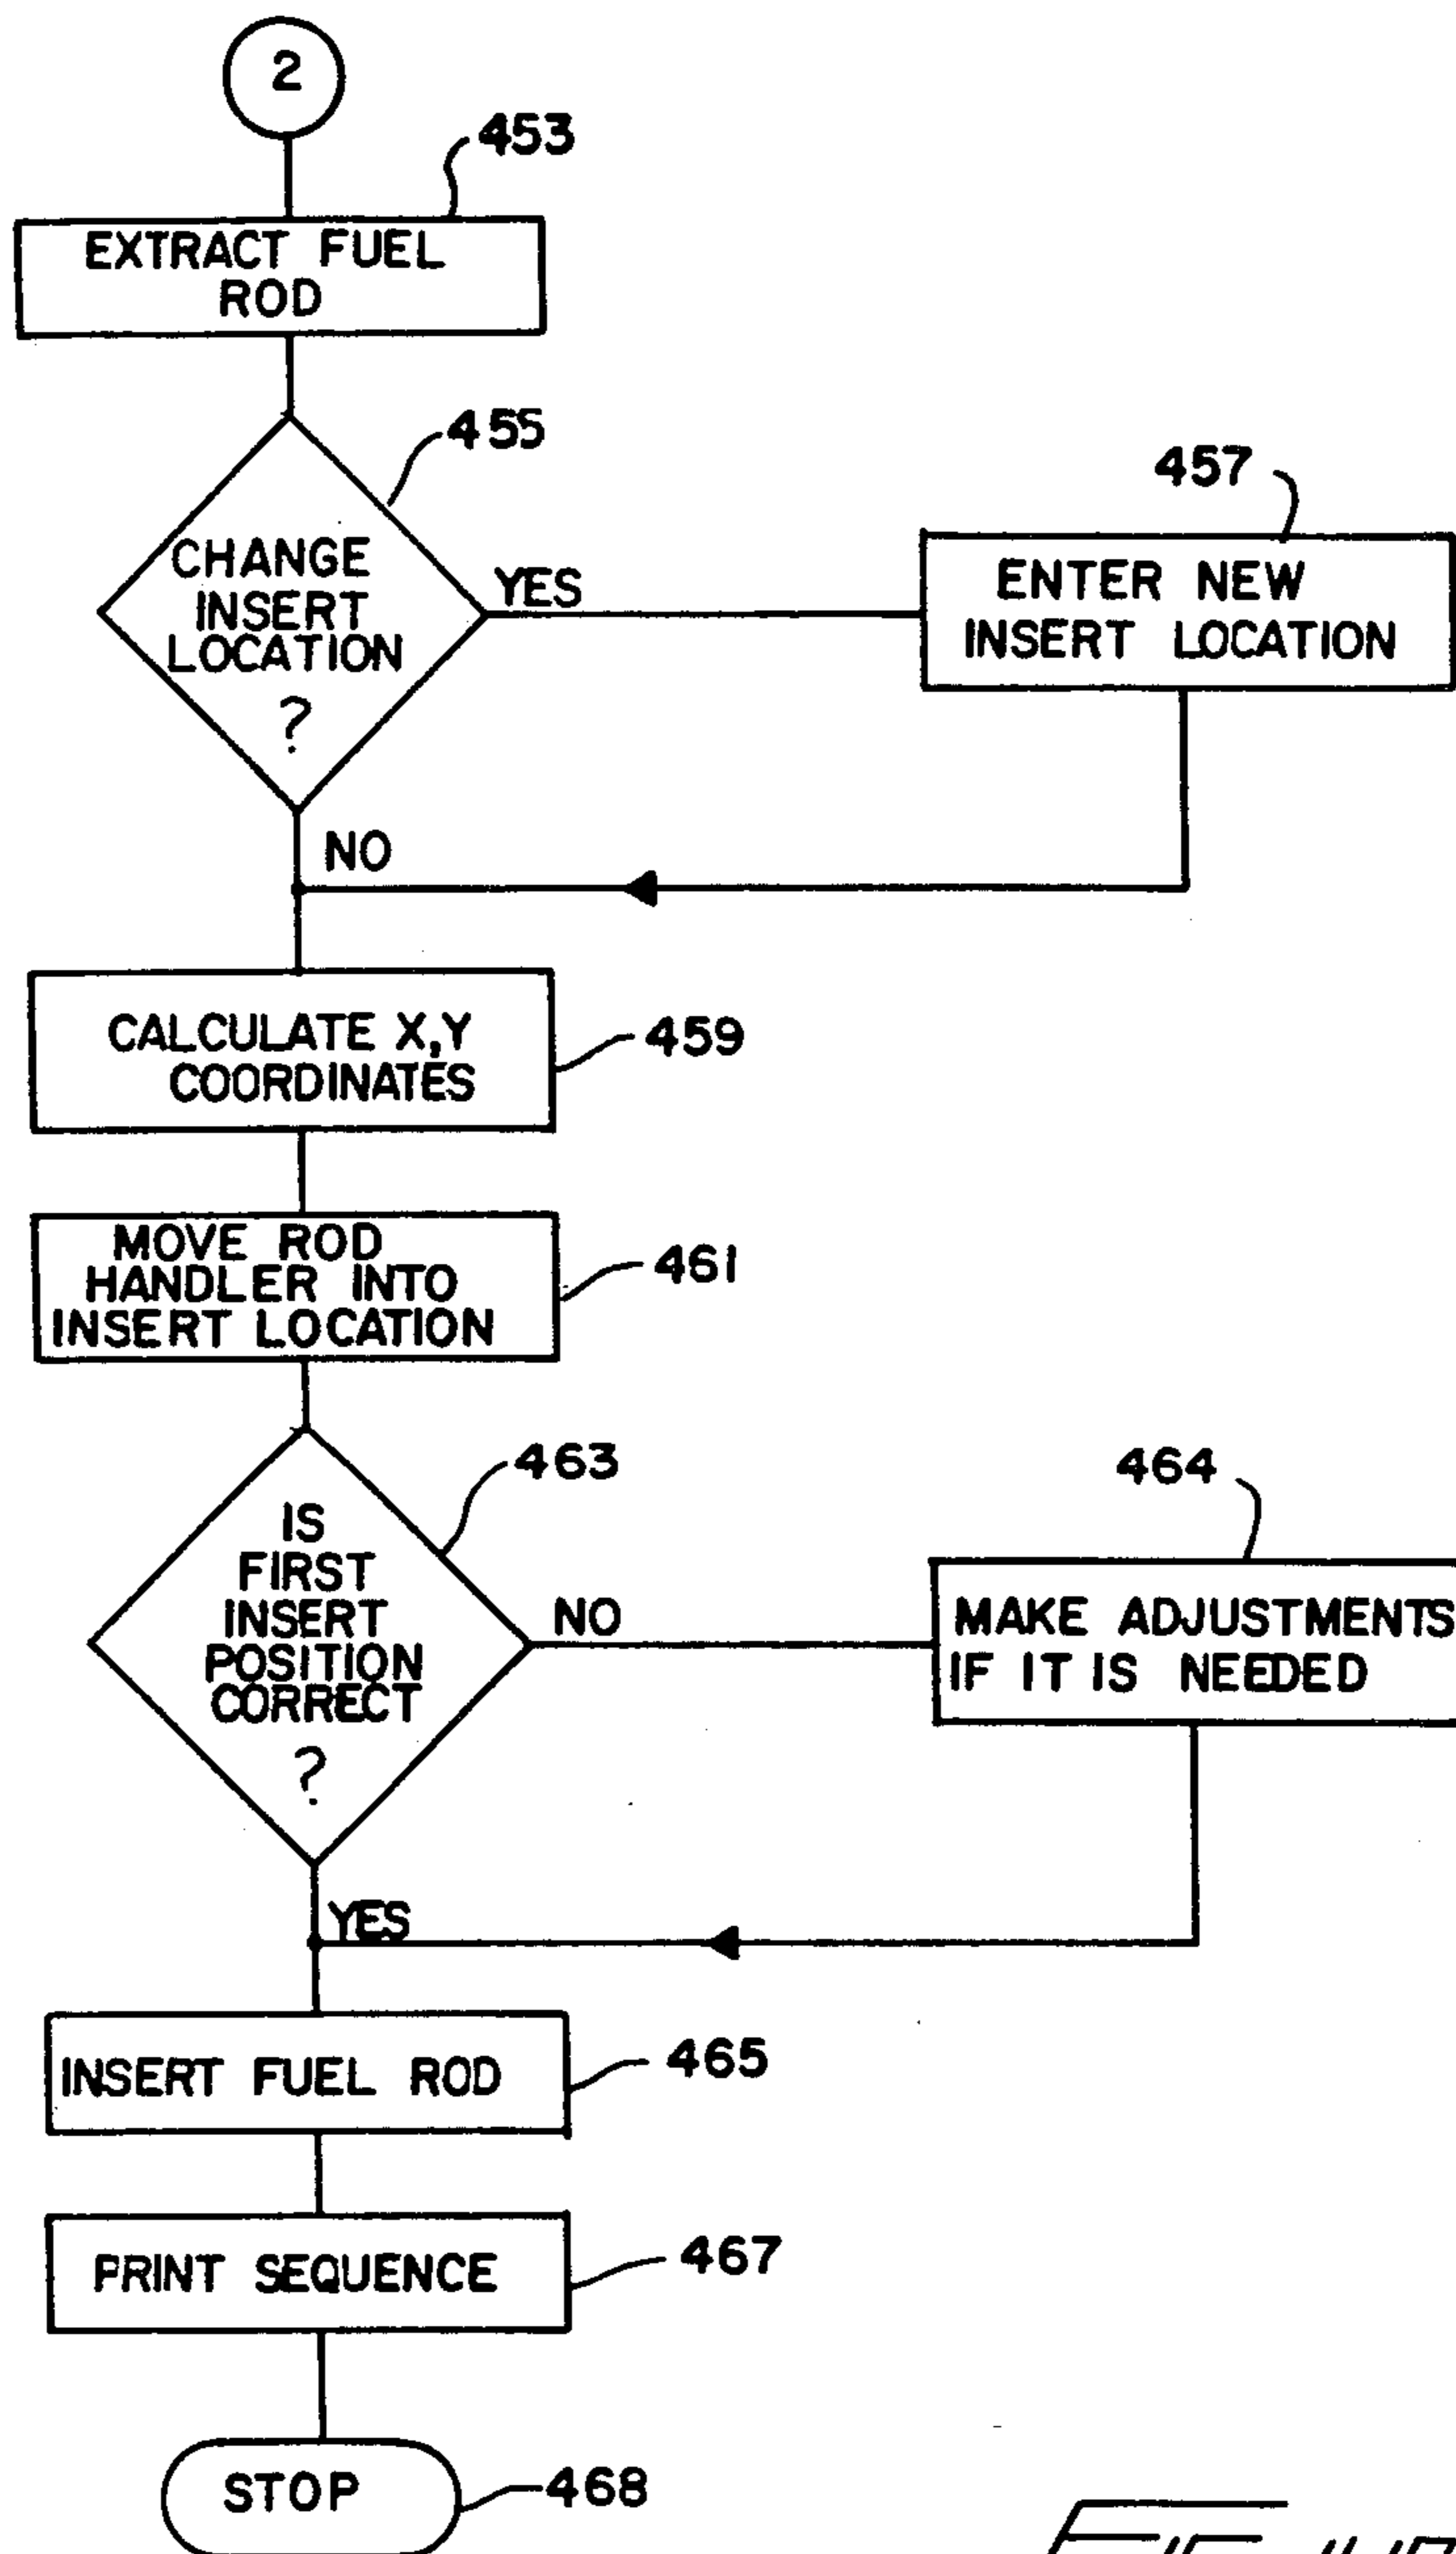 2
453
EXTRACT FUEL
ROD
455
CHANGE
INSERT
LOCATION
?
YES
457
ENTER NEW
INSERT LOCATION
NO
CALCULATE X,Y
COORDINATES
459
MOVE ROD
HANDLER INTO
INSERT LOCATION
461
463
IS
FIRST
INSERT
POSITION
CORRECT
?
NO
464
MAKE ADJUSTMENTS
IF IT IS NEEDED
YES
INSERT FUEL ROD
465
PRINT SEQUENCE
467
STOP
468